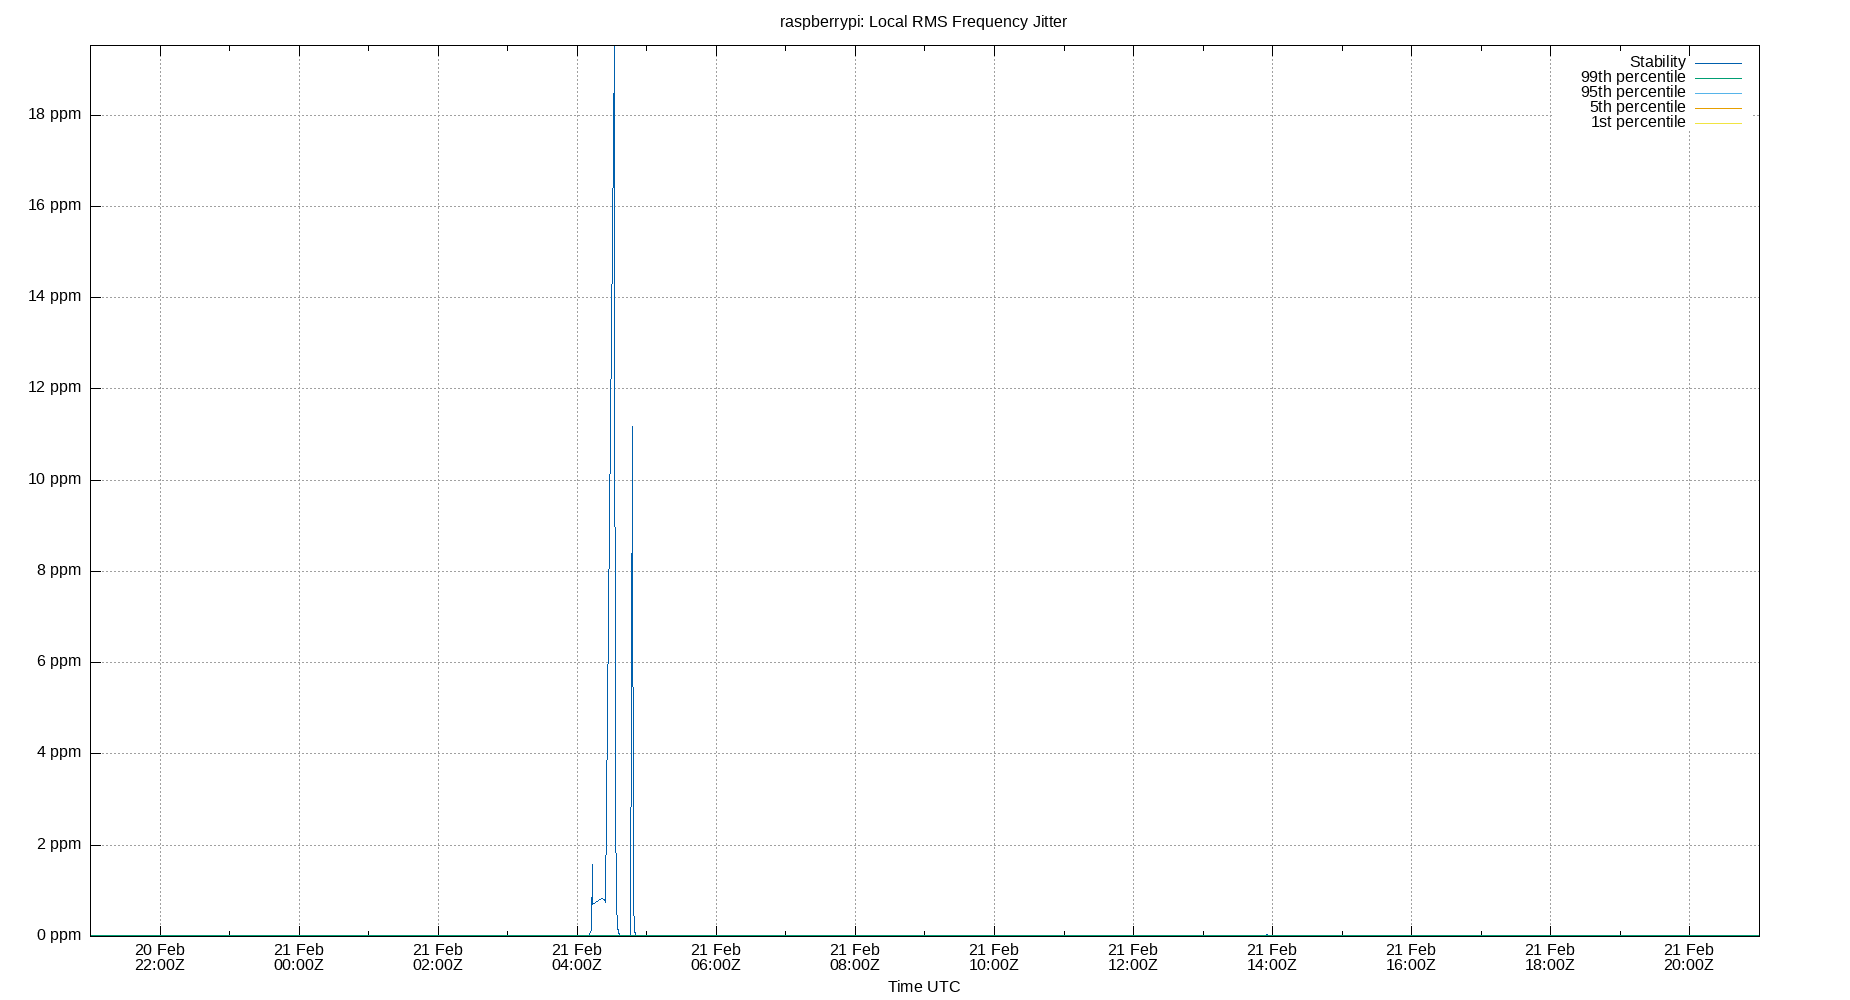 raspberrypi: Local RMS Frequency Jitter
Stability
99th percentile
95th percentile
5th percentile
1st percentile
18 ppm
16 ppm
14 ppm
12 ppm
10 ppm
8 ppm
6 ppm
4 ppm
2 ppm
0 ppm
20 Feb 21 Feb 21 Feb 21 Feb 21 Feb 21 Feb 21 Feb 21 Feb 21 Feb 21 Feb 21 Feb 21 Feb
22:00Z 00:00Z 02:00Z 04:00Z 06:00Z 08:00Z 10:00Z 12:00Z 14:00Z 16:00Z 18:00Z 20:00Z
Time UTC